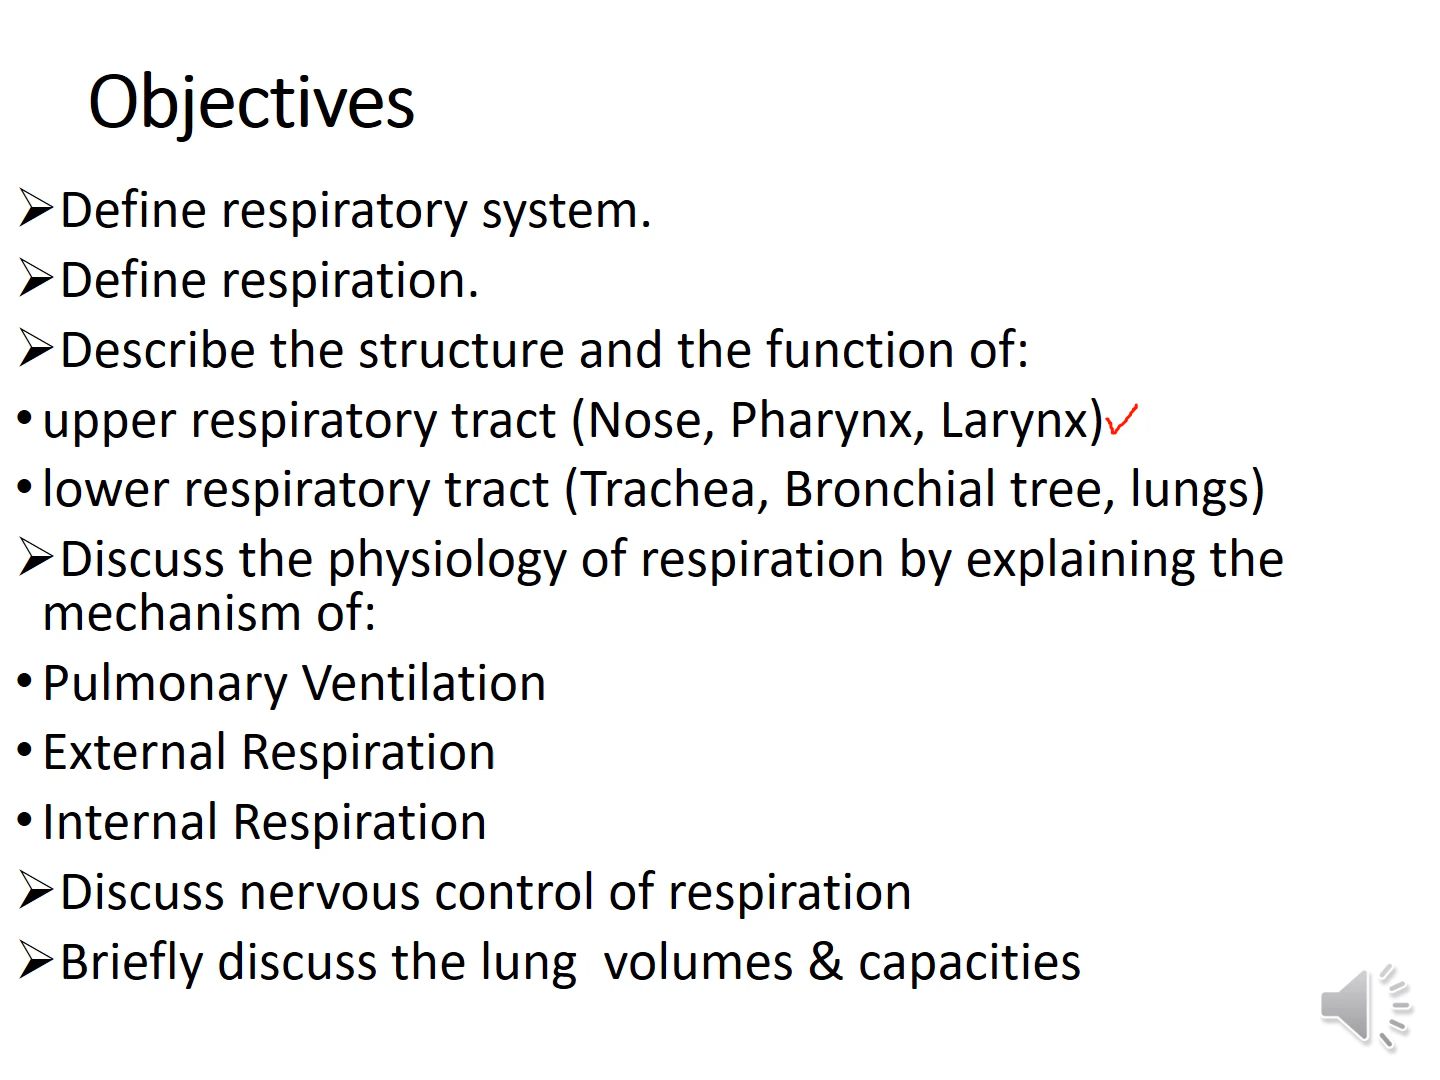 Objectives
➢Define respiratory system.
➢Define respiration.
➢Describe the structure and the function of:
•upper respiratory tract (Nose, Pharynx, Larynx)✓
•lower respiratory tract (Trachea, Bronchial tree, lungs)
➢Discuss the physiology of respiration by explaining the
mechanism of:
•Pulmonary Ventilation
•External Respiration
•Internal Respiration
➢Discuss nervous control of respiration
➢Briefly discuss the lung  volumes & capacities